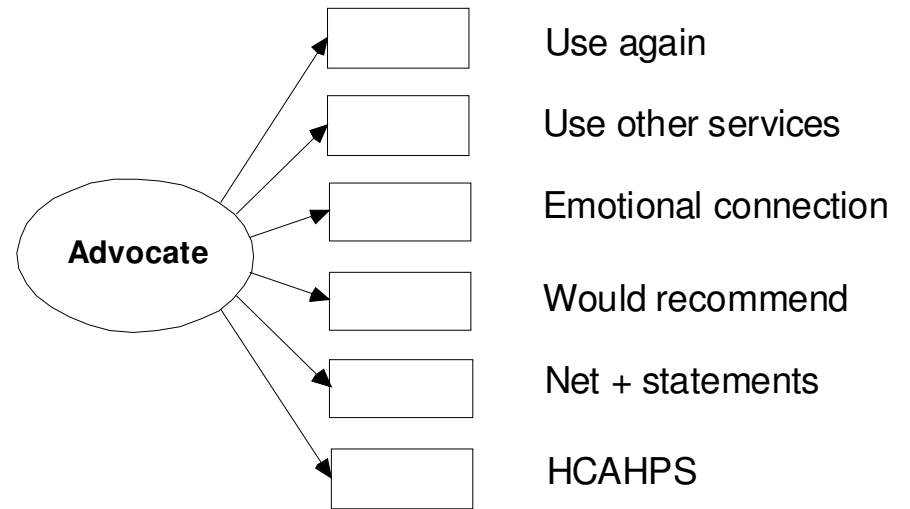 Use again
Use other services
Emotional connection
Advocate
Would recommend
Net + statements
HCAHPS